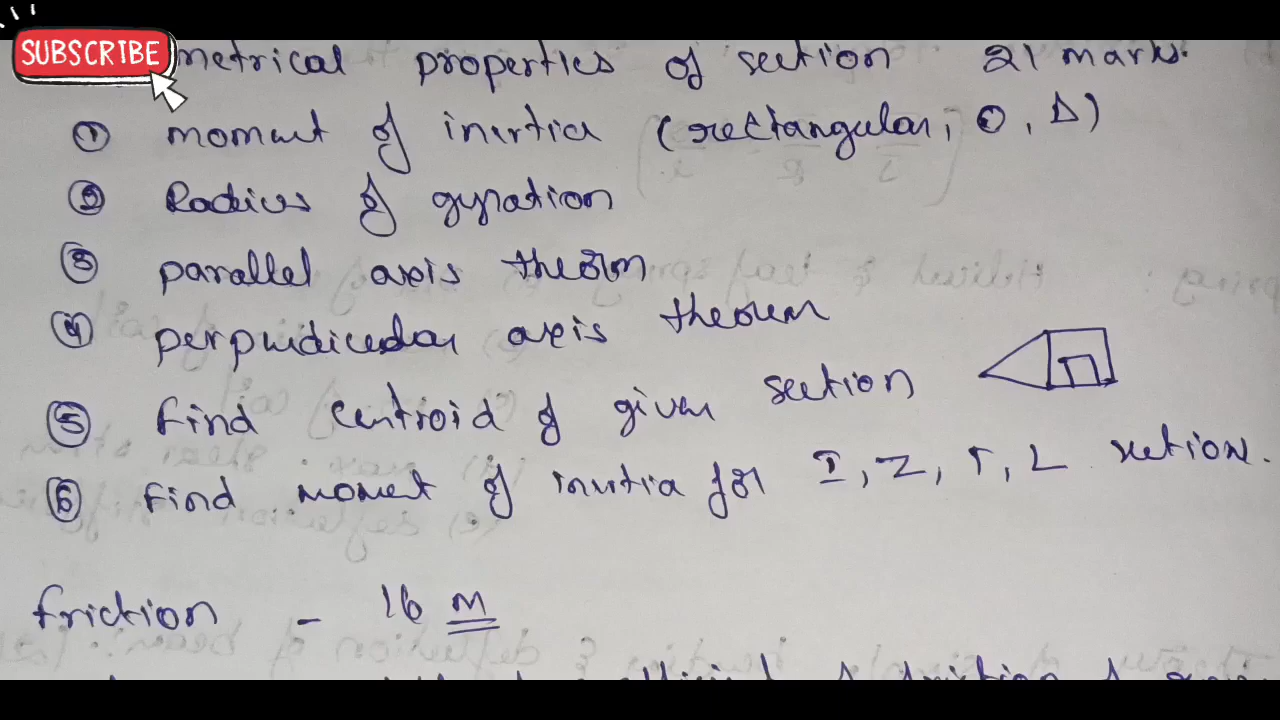 SUBSCRIBE
metrical properties of section 21 marks.
① moment of inertia (rectangular, O, Δ)
② Radius of gyration
③ parallel axis theorm
④ perpendicular axis theorem
⑤ find centroid of given section
⑥ find moment of inertia for I, Z, T, L section.
friction - 16 M